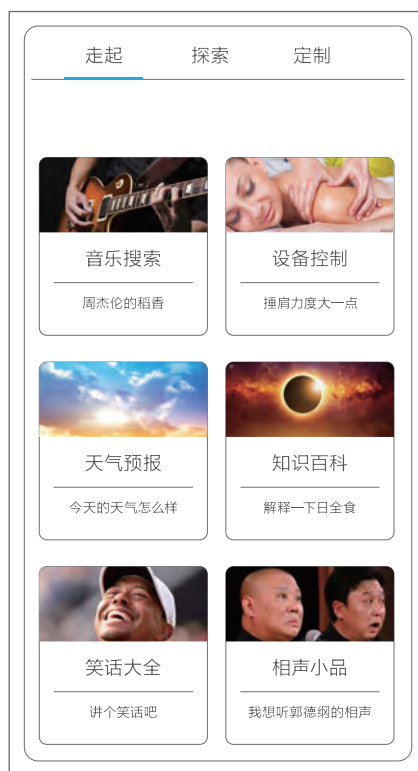 走起
探索
定制
音乐搜索
周杰伦的稻香
设备控制
捶肩力度大一点
天气预报
今天的天气怎么样
知识百科
解释一下日全食
笑话大全
讲个笑话吧
相声小品
我想听郭德纲的相声